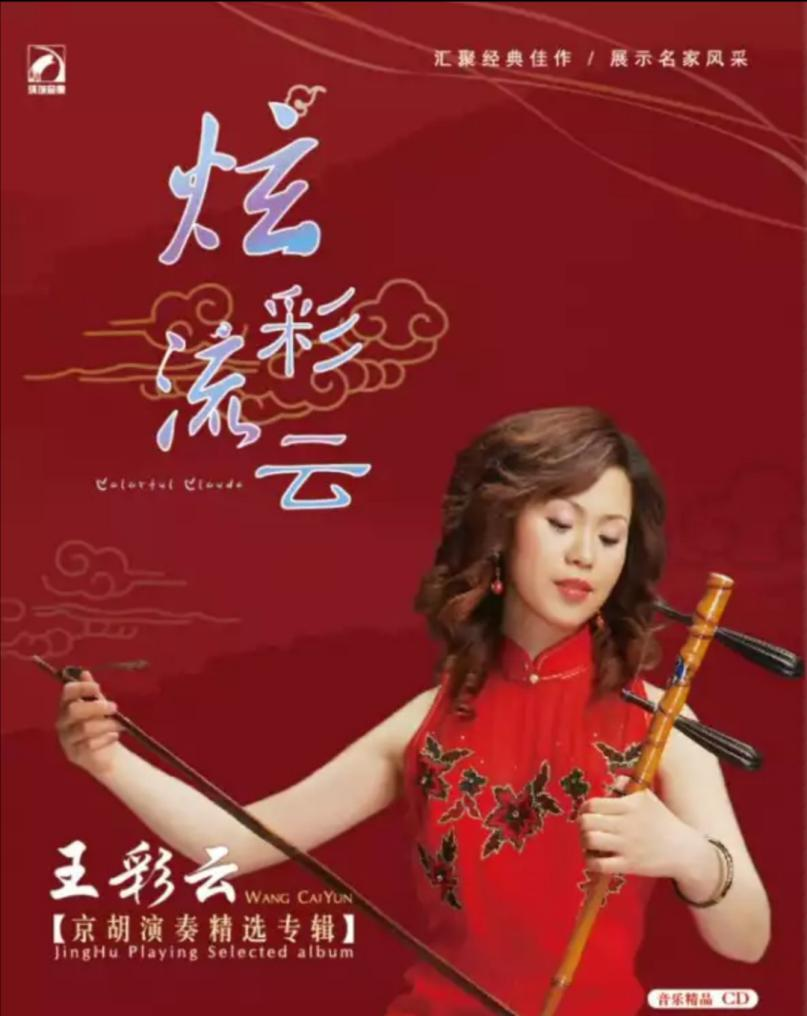 汇聚经典佳作 / 展示名家风采
炫
彩
流
云
Colorful Clouds
王彩云 WANG CAIYUN
【京胡演奏精选专辑】
JingHu Playing Selected album
音乐精品 CD